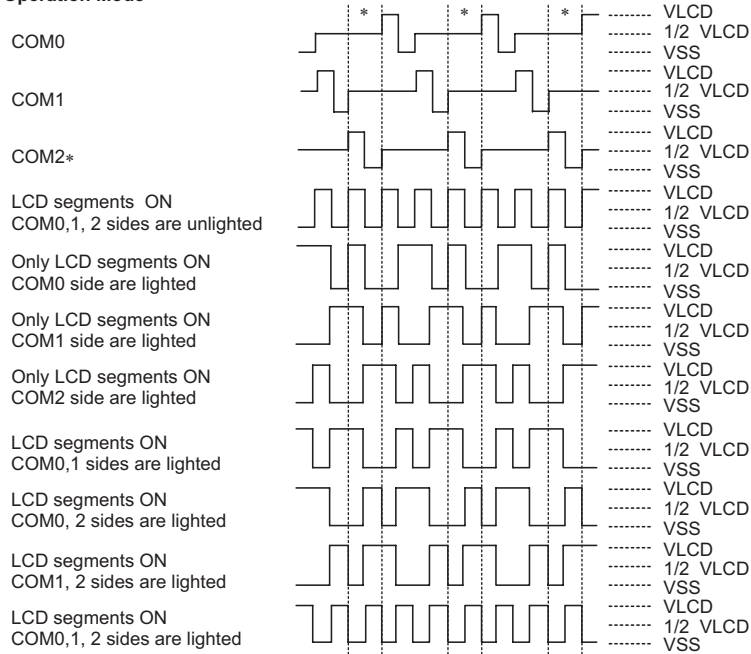 Operation Mode
* * *
COM0
VLCD
1/2 VLCD
VSS
COM1
VLCD
1/2 VLCD
VSS
COM2*
VLCD
1/2 VLCD
VSS
LCD segments ON
COM0,1, 2 sides are unlighted
VLCD
1/2 VLCD
VSS
Only LCD segments ON
COM0 side are lighted
VLCD
1/2 VLCD
VSS
Only LCD segments ON
COM1 side are lighted
VLCD
1/2 VLCD
VSS
Only LCD segments ON
COM2 side are lighted
VLCD
1/2 VLCD
VSS
LCD segments ON
COM0,1 sides are lighted
VLCD
1/2 VLCD
VSS
LCD segments ON
COM0, 2 sides are lighted
VLCD
1/2 VLCD
VSS
LCD segments ON
COM1, 2 sides are lighted
VLCD
1/2 VLCD
VSS
LCD segments ON
COM0,1, 2 sides are lighted
VLCD
1/2 VLCD
VSS